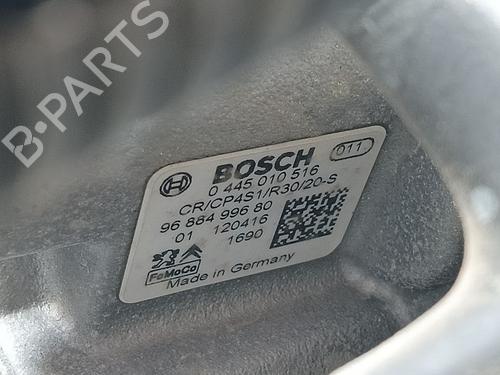 B-PARTS
BOSCH 011
0 445 010 516
CR/CP4S1/R30/20-S
96 884 996 80
01 120416
1690
FoMoCo
Made in Germany